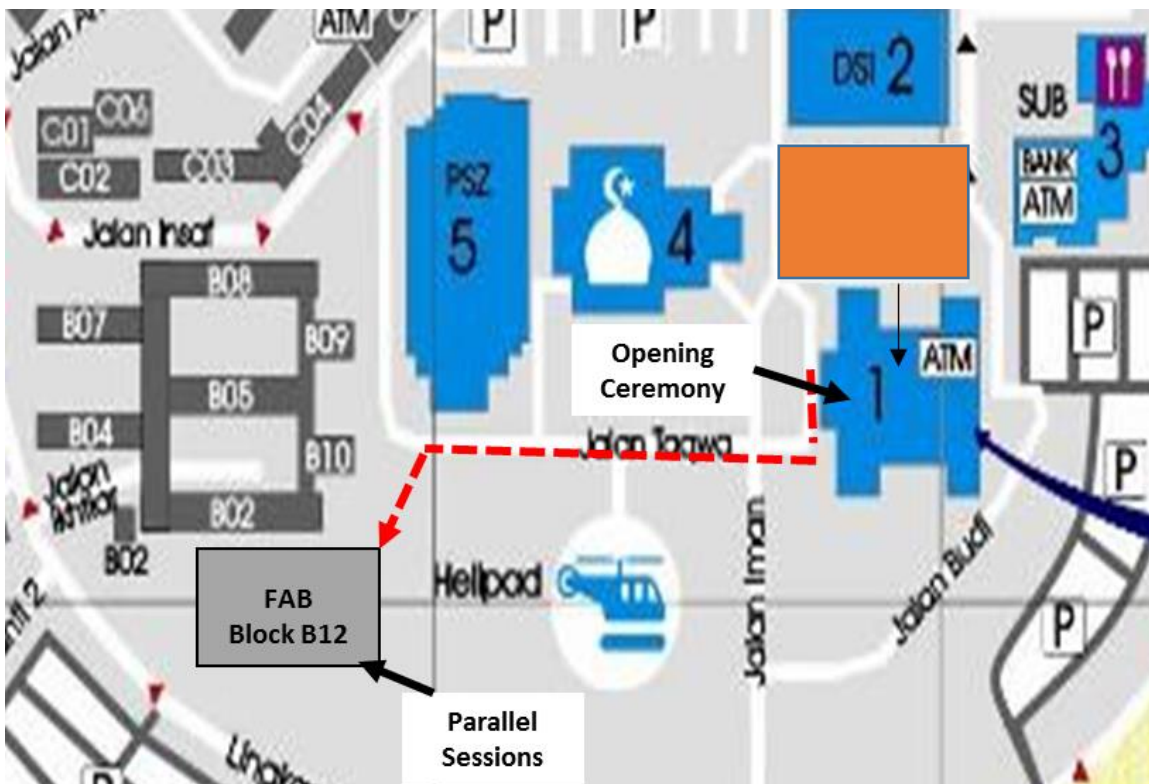 ATM
P
P
DSI 2
SUB
3
C01
C06
C04
C02
C03
PSZ
5
4
BANK
ATM
Jalan Insaf
B08
B07
B09
P
Opening
Ceremony
ATM
1
B05
B04
B10
Jalan Taqwa
P
Jalan
Ikhtiar
B02
B02
Helipad
Jalan Iman
Jalan Budi
FAB
Block B12
P
Parallel
Sessions
P